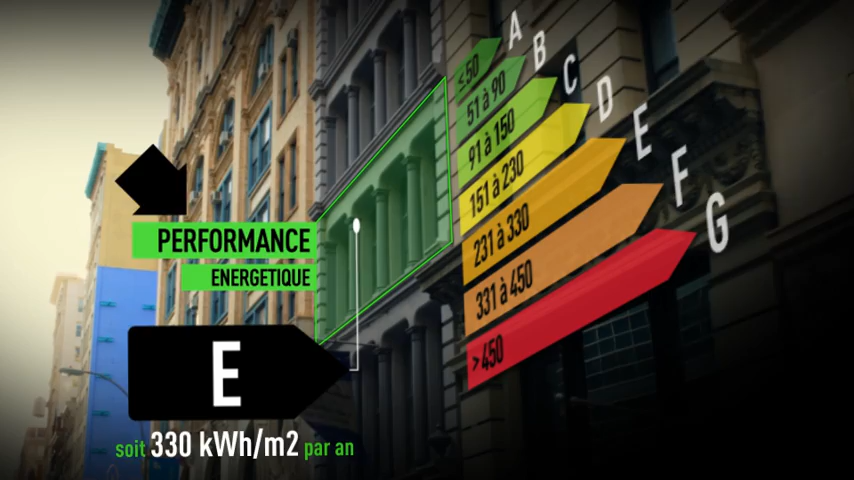 PERFORMANCE
ENERGETIQUE
E
soit 330 kWh/m2 par an
≤50 A
51 à 90 B
91 à 150 C
151 à 230 D
231 à 330 E
331 à 450 F
>450 G